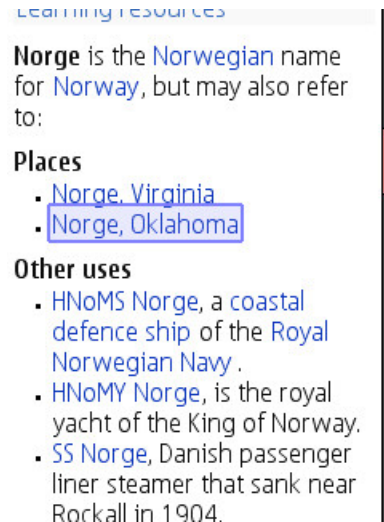 Learning resources
Norge is the Norwegian name
for Norway, but may also refer
to:
Places
▪ Norge, Virginia
▪ Norge, Oklahoma
Other uses
▪ HNoMS Norge, a coastal
defence ship of the Royal
Norwegian Navy .
▪ HNoMY Norge, is the royal
yacht of the King of Norway.
▪ SS Norge, Danish passenger
liner steamer that sank near
Rockall in 1904.